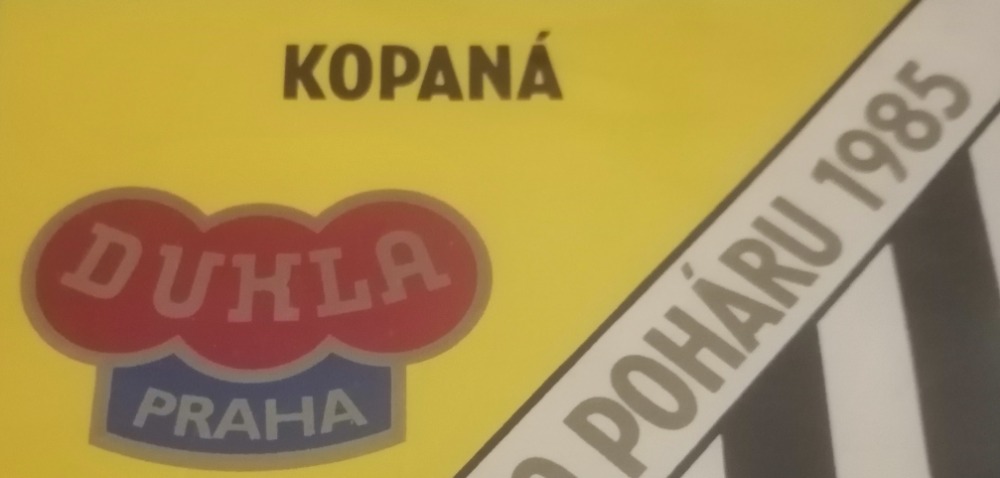 KOPANÁ
DUKLA
PRAHA
POHÁRU 1985